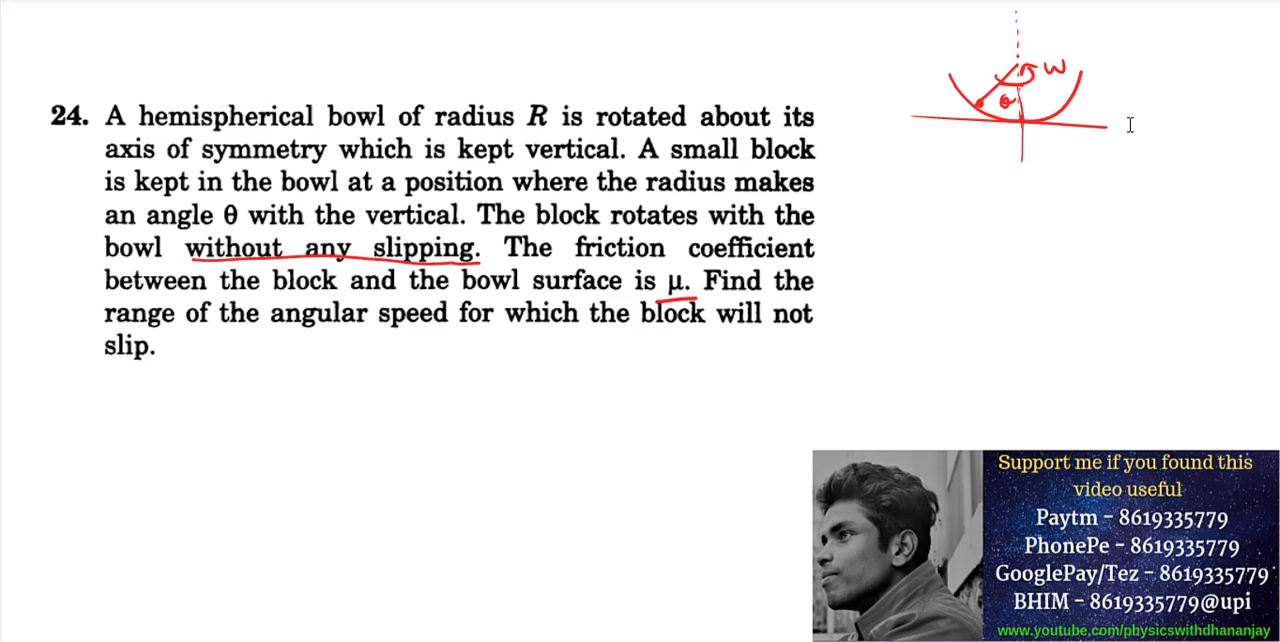 24. A hemispherical bowl of radius R is rotated about its
axis of symmetry which is kept vertical. A small block
is kept in the bowl at a position where the radius makes
an angle θ with the vertical. The block rotates with the
bowl without any slipping. The friction coefficient
between the block and the bowl surface is μ. Find the
range of the angular speed for which the block will not
slip.
W
θ
Support me if you found this
video useful
Paytm - 8619335779
PhonePe - 8619335779
GooglePay/Tez - 8619335779
BHIM - 8619335779@upi
www.youtube.com/physicswithdhananjay